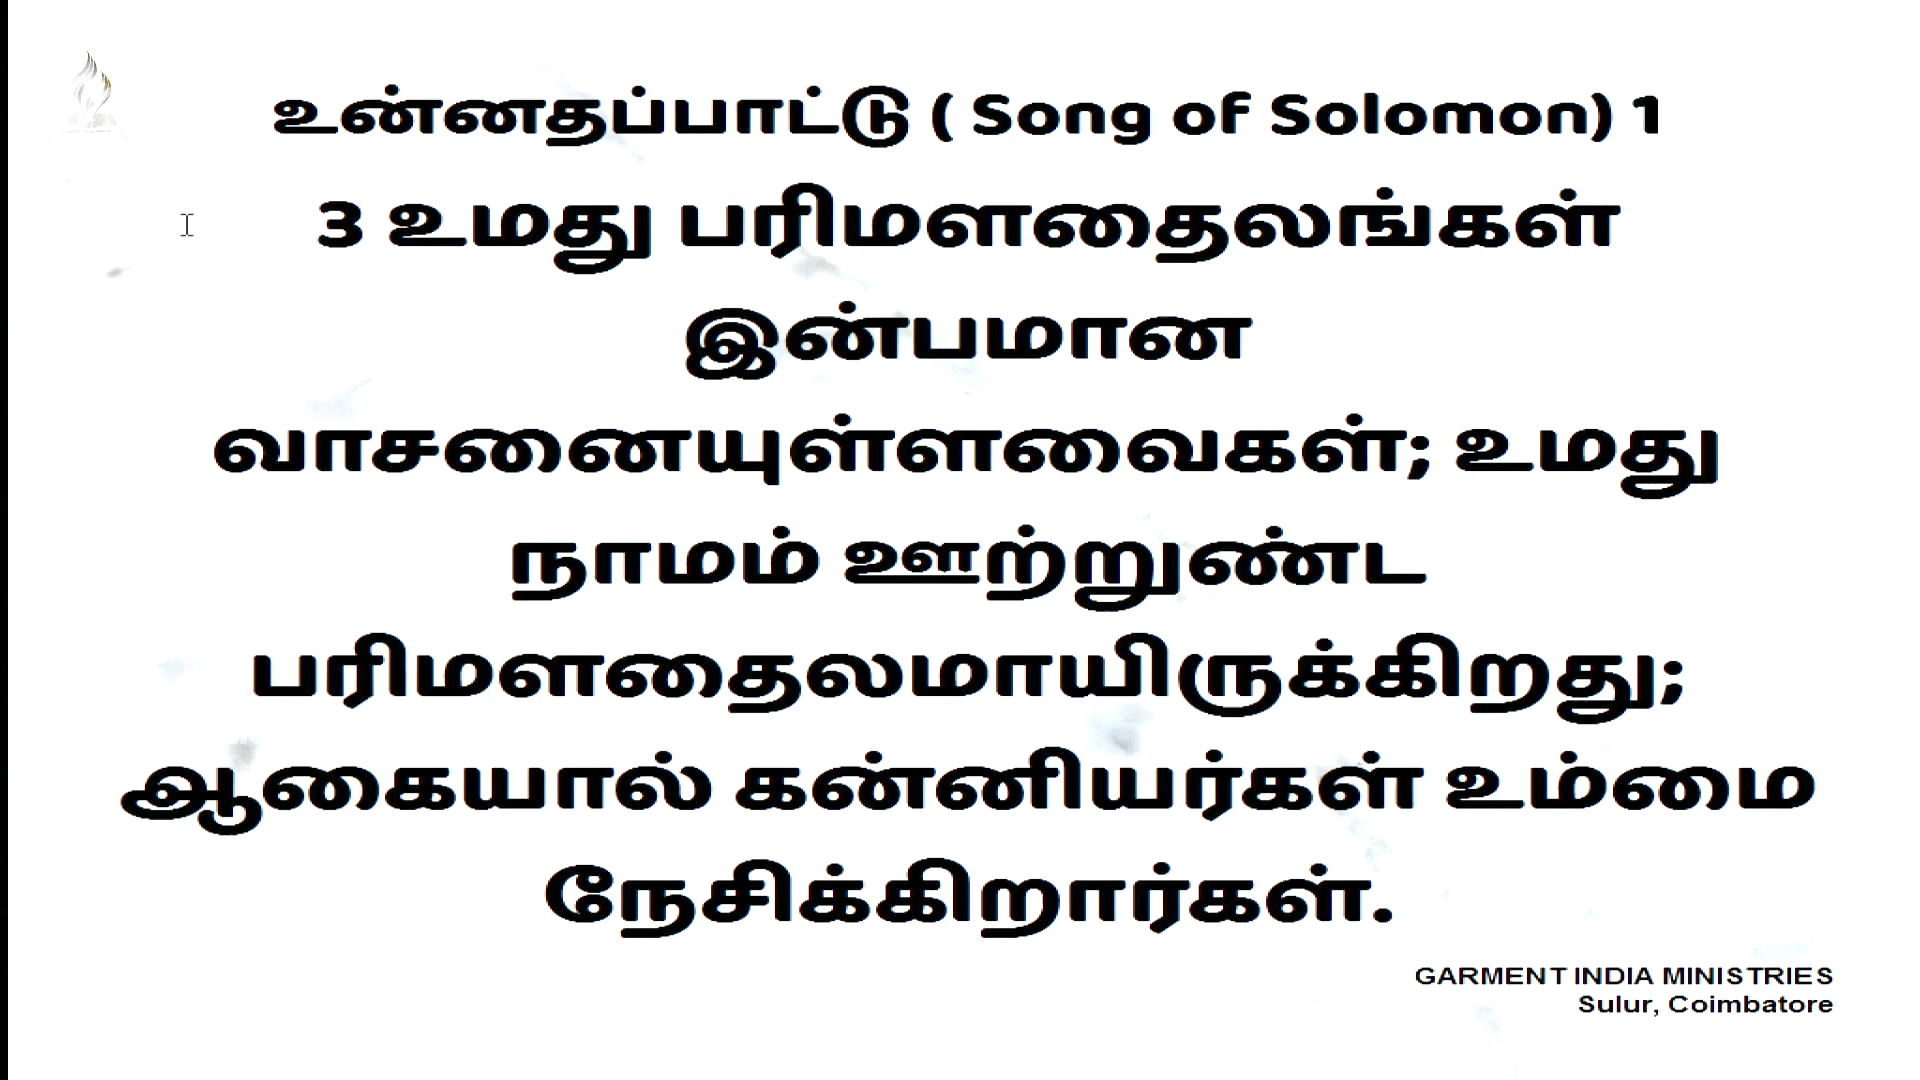 உன்னதப்பாட்டு ( Song of Solomon) 1
3 உமது பரிமளதைலங்கள்
இன்பமான
வாசனையுள்ளவைகள்; உமது
நாமம் ஊற்றுண்ட
பரிமளதைலமாயிருக்கிறது;
ஆகையால் கன்னியர்கள் உம்மை
நேசிக்கிறார்கள்.
GARMENT INDIA MINISTRIES
Sulur, Coimbatore